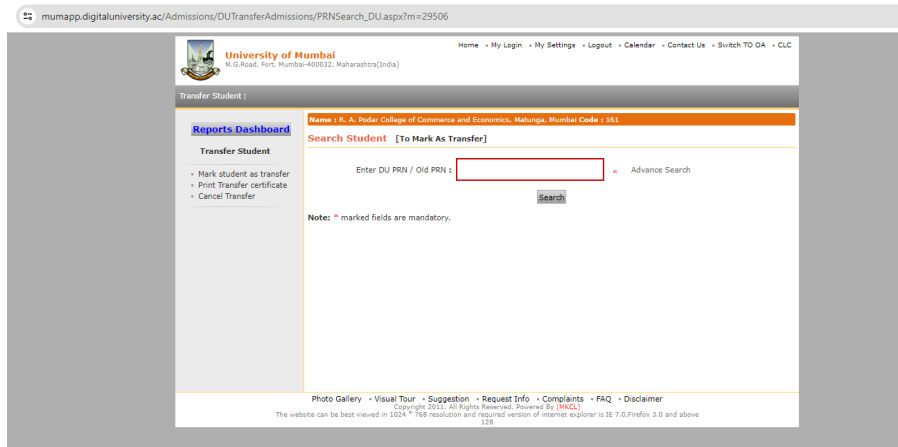 mumapp.digitaluniversity.ac/Admissions/DUTransferAdmissions/PRNSearch_DU.aspx?m=29506
Home • My Login • My Settings • Logout • Calendar • Contact Us • Switch TO OA • CLC
University of Mumbai
M.G.Road, Fort, Mumbai-400032, Maharashtra(India)
Transfer Student |
Reports Dashboard
Transfer Student
• Mark student as transfer
• Print Transfer certificate
• Cancel Transfer
Name : R. A. Podar College of Commerce and Economics, Matunga, Mumbai Code : 161
Search Student [To Mark As Transfer]
Enter DU PRN / Old PRN : * Advance Search
Search
Note: * marked fields are mandatory.
Photo Gallery • Visual Tour • Suggestion • Request Info • Complaints • FAQ • Disclaimer
Copyright 2011. All Rights Reserved. Powered By (MKCL)
The website can be best viewed in 1024 * 768 resolution and required version of internet explorer is IE 7.0,Firefox 3.0 and above
128